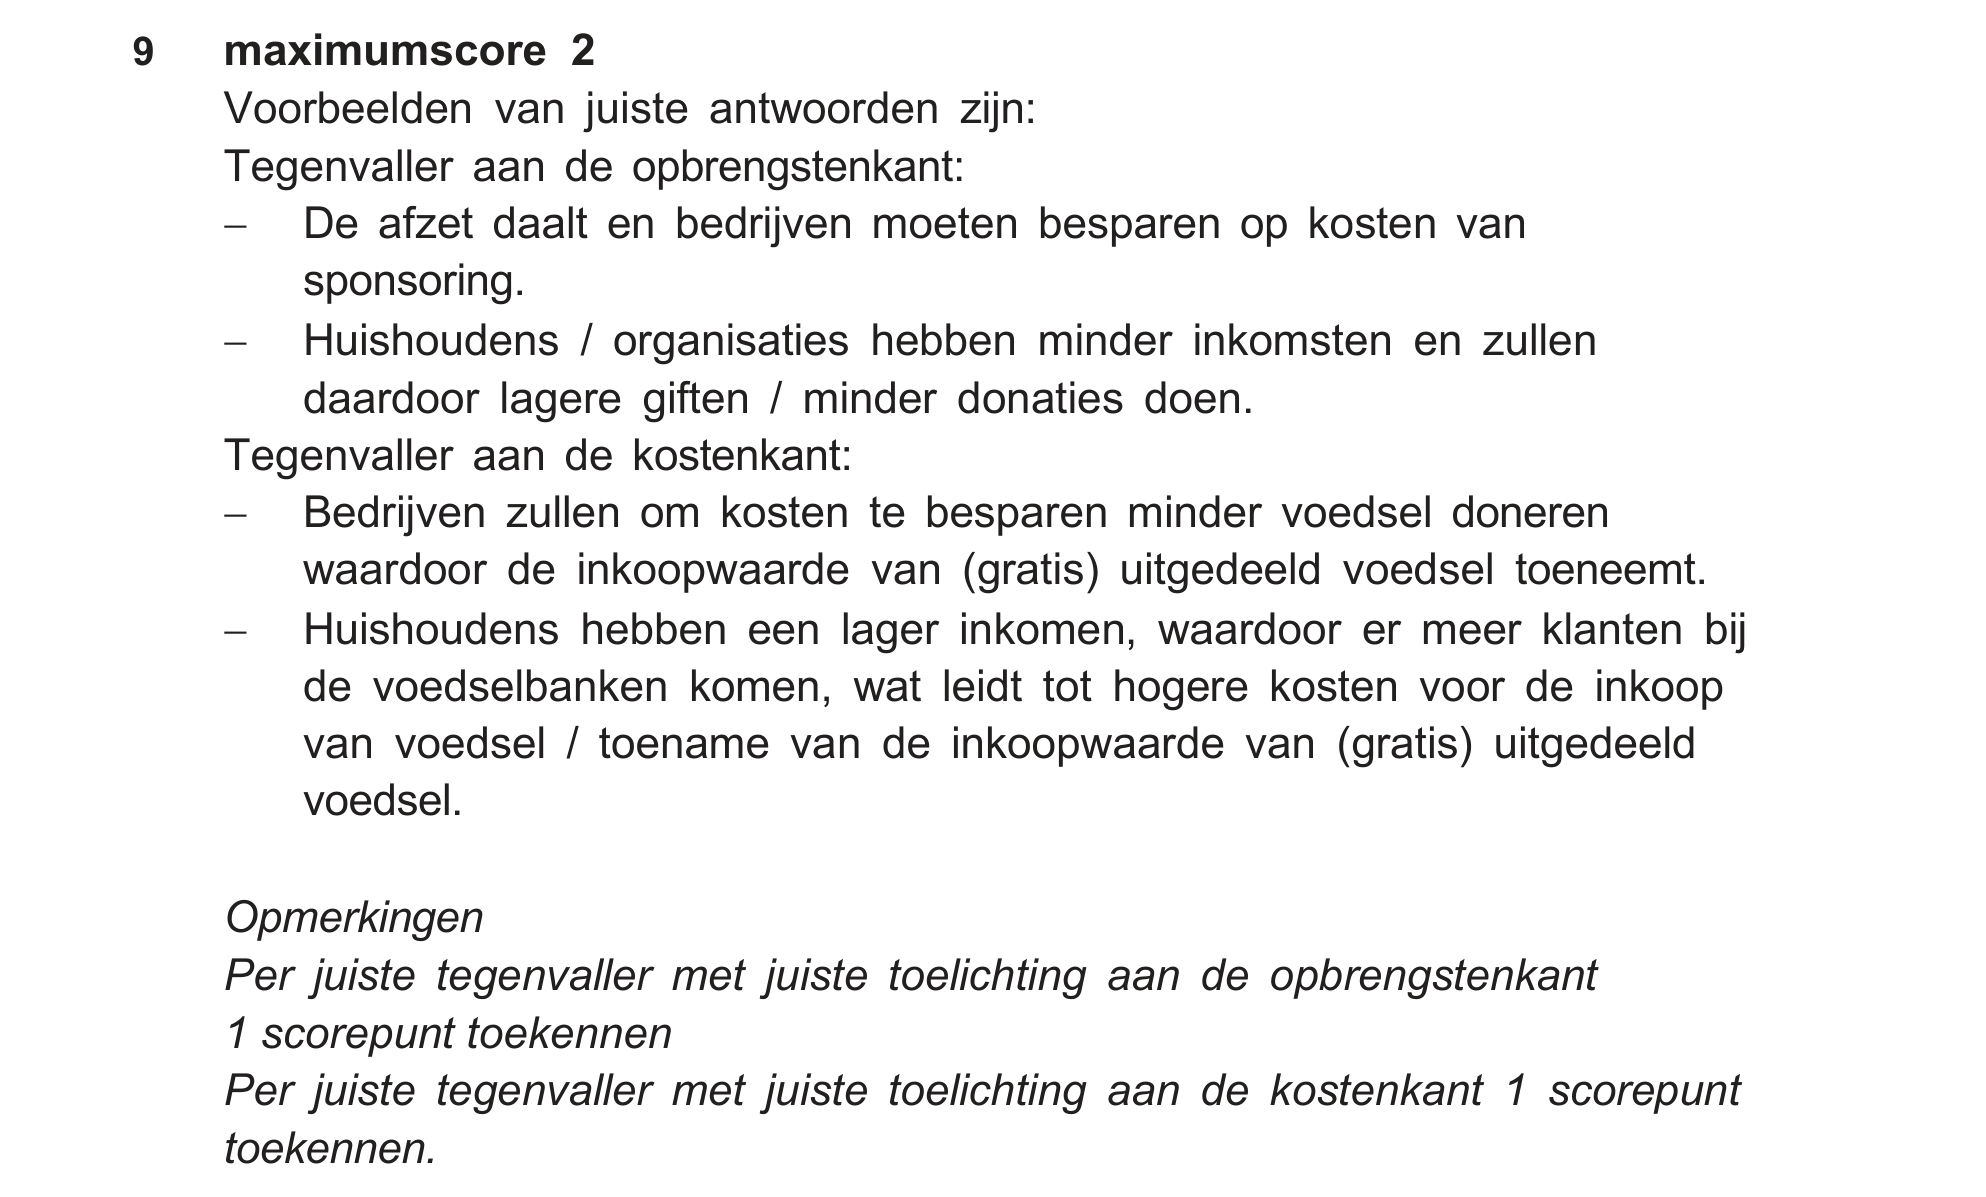 9 maximumscore 2
Voorbeelden van juiste antwoorden zijn:
Tegenvaller aan de opbrengstenkant:
− De afzet daalt en bedrijven moeten besparen op kosten van
sponsoring.
− Huishoudens / organisaties hebben minder inkomsten en zullen
daardoor lagere giften / minder donaties doen.
Tegenvaller aan de kostenkant:
− Bedrijven zullen om kosten te besparen minder voedsel doneren
waardoor de inkoopwaarde van (gratis) uitgedeeld voedsel toeneemt.
− Huishoudens hebben een lager inkomen, waardoor er meer klanten bij
de voedselbanken komen, wat leidt tot hogere kosten voor de inkoop
van voedsel / toename van de inkoopwaarde van (gratis) uitgedeeld
voedsel.
Opmerkingen
Per juiste tegenvaller met juiste toelichting aan de opbrengstenkant
1 scorepunt toekennen
Per juiste tegenvaller met juiste toelichting aan de kostenkant 1 scorepunt
toekennen.